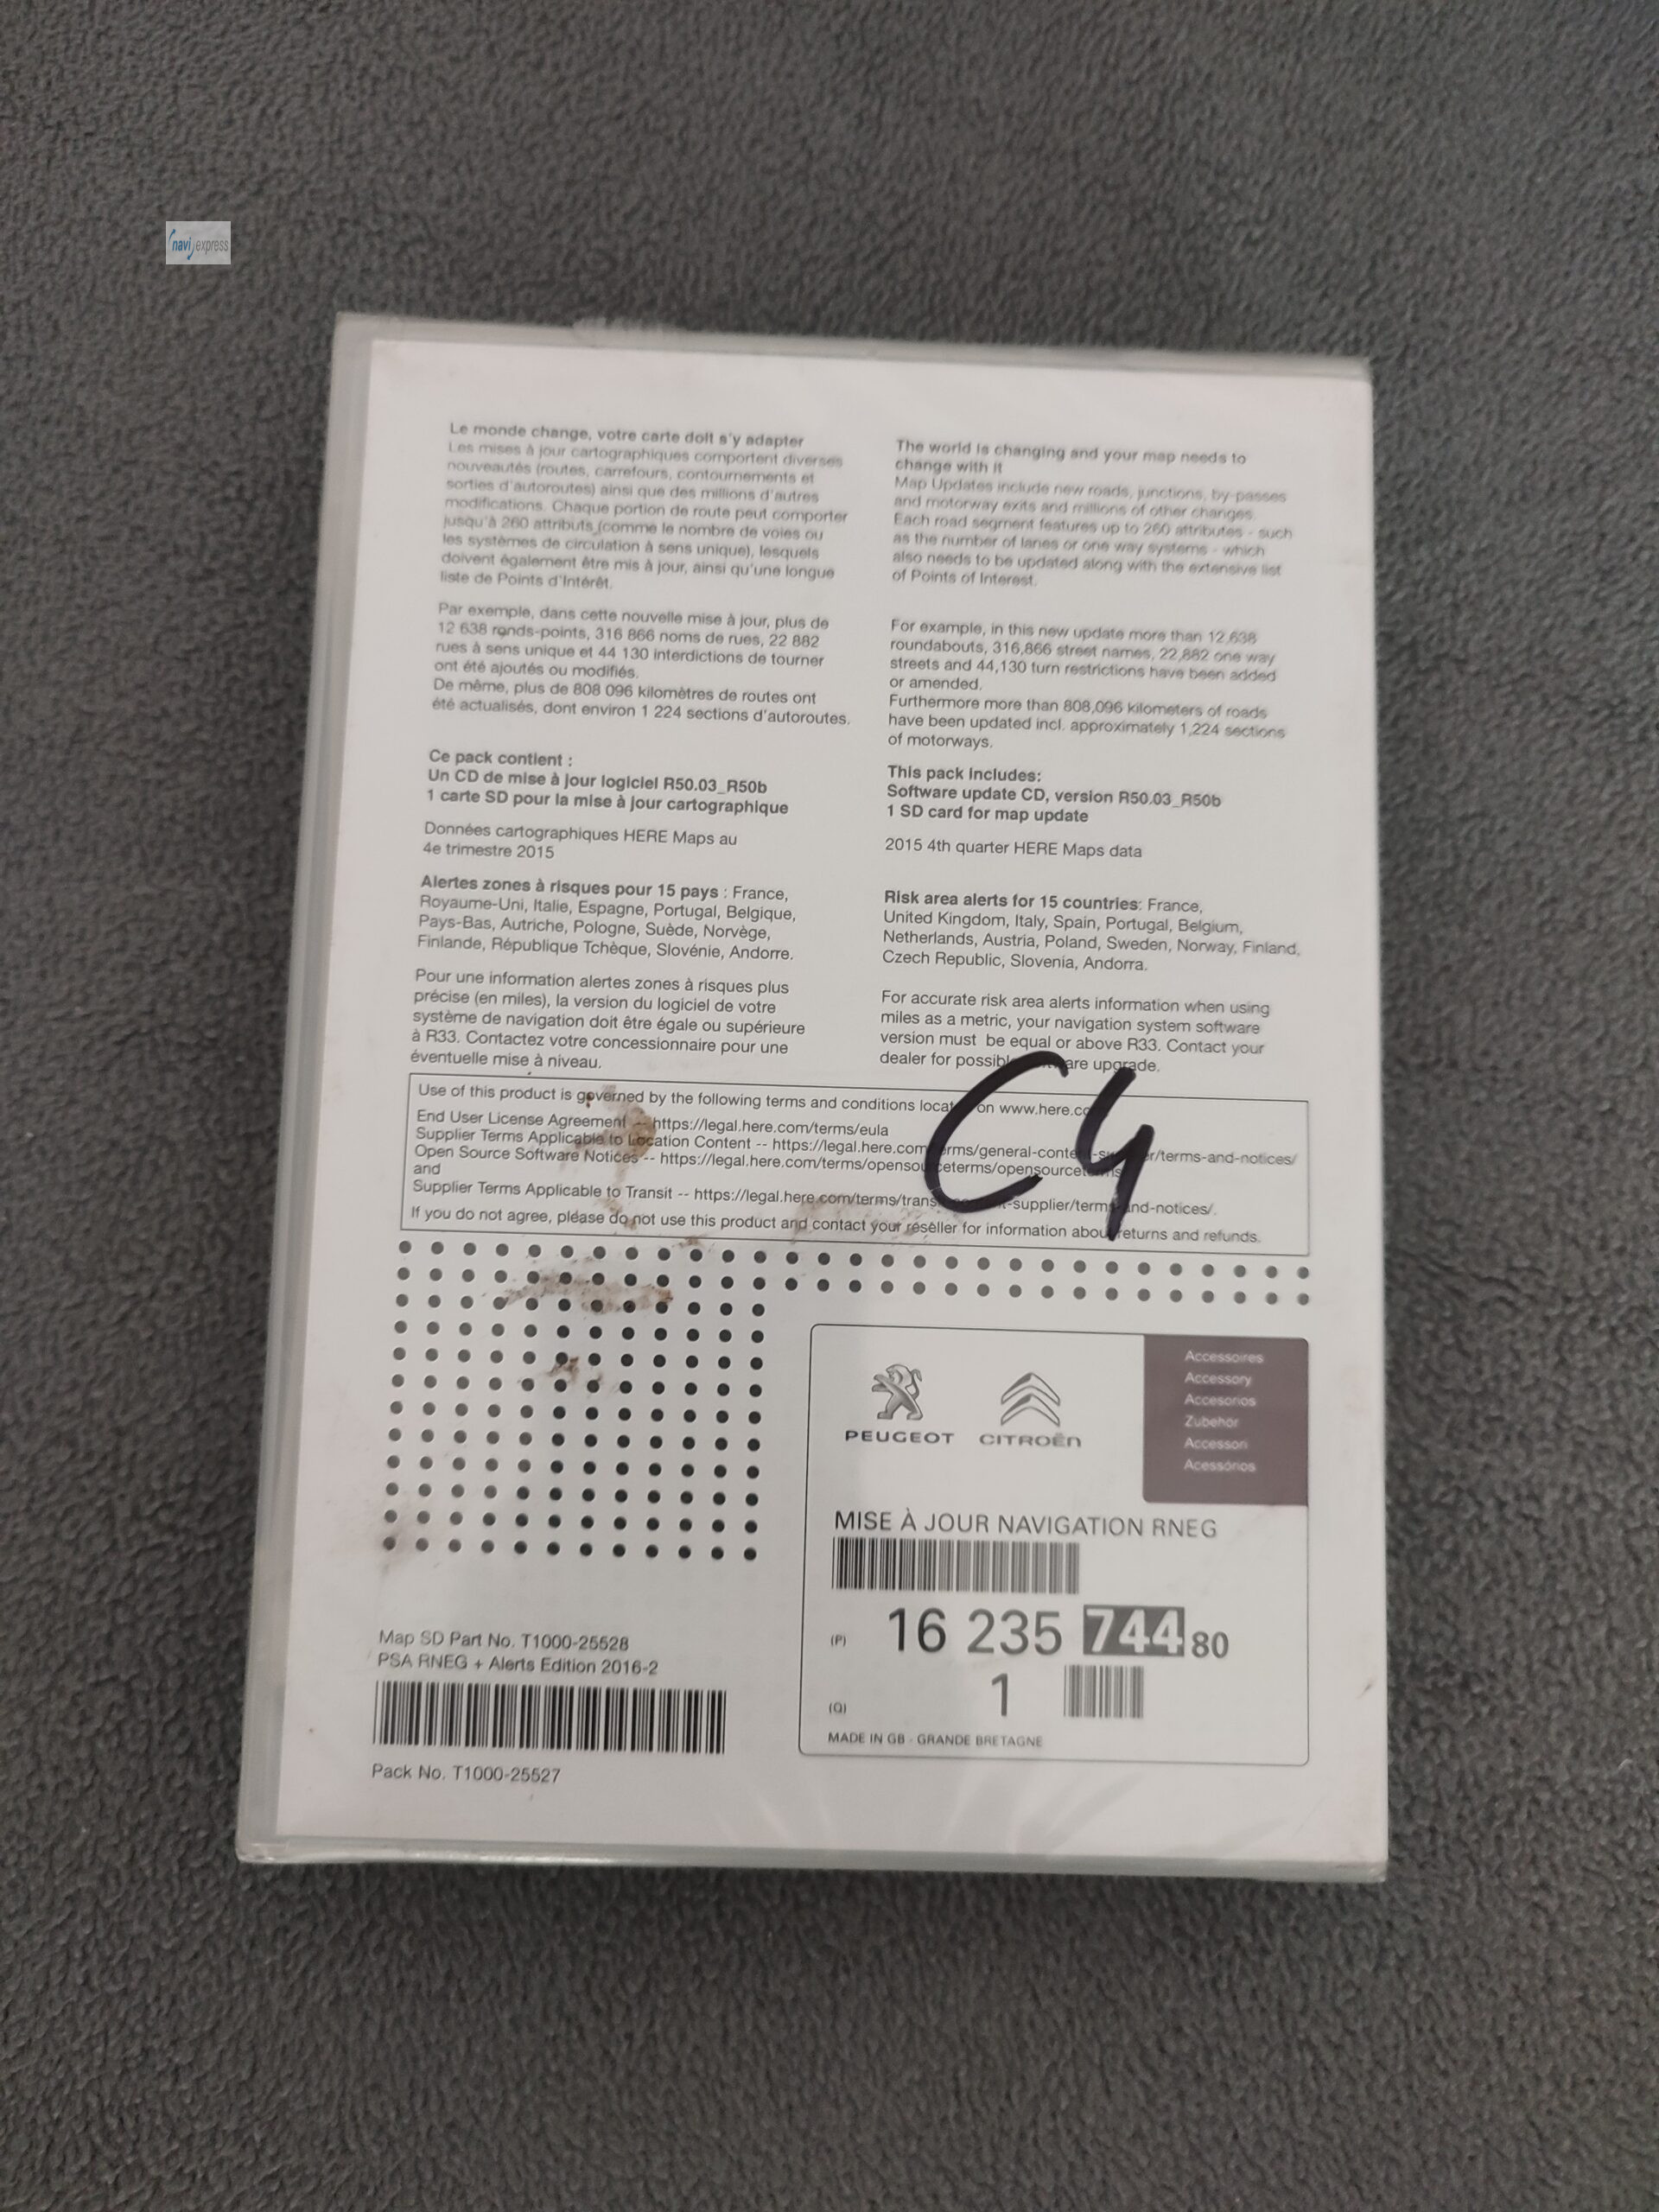 navi express
Le monde change, votre carte doit s'y adapter
Les mises à jour cartographiques comportent diverses
nouveautés (routes, carrefours, contournements et
sorties d'autoroutes) ainsi que des millions d'autres
modifications. Chaque portion de route peut comporter
jusqu'à 260 attributs (comme le nombre de voies ou
les systèmes de circulation à sens unique), lesquels
doivent également être mis à jour, ainsi qu'une longue
liste de Points d'Intérêt.
Par exemple, dans cette nouvelle mise à jour, plus de
12 638 ronds-points, 316 866 noms de rues, 22 882
rues à sens unique et 44 130 interdictions de tourner
ont été ajoutés ou modifiés.
De même, plus de 808 096 kilomètres de routes ont
été actualisés, dont environ 1 224 sections d'autoroutes.
Ce pack contient :
Un CD de mise à jour logiciel R50.03_R50b
1 carte SD pour la mise à jour cartographique
Données cartographiques HERE Maps au
4e trimestre 2015
Alertes zones à risques pour 15 pays : France,
Royaume-Uni, Italie, Espagne, Portugal, Belgique,
Pays-Bas, Autriche, Pologne, Suède, Norvège,
Finlande, République Tchèque, Slovénie, Andorre.
Pour une information alertes zones à risques plus
précise (en miles), la version du logiciel de votre
système de navigation doit être égale ou supérieure
à R33. Contactez votre concessionnaire pour une
éventuelle mise à niveau.
The world is changing and your map needs to
change with it
Map Updates include new roads, junctions, by-passes
and motorway exits and millions of other changes.
Each road segment features up to 260 attributes - such
as the number of lanes or one way systems - which
also needs to be updated along with the extensive list
of Points of Interest.
For example, in this new update more than 12,638
roundabouts, 316,866 street names, 22,882 one way
streets and 44,130 turn restrictions have been added
or amended.
Furthermore more than 808,096 kilometers of roads
have been updated incl. approximately 1,224 sections
of motorways.
This pack includes:
Software update CD, version R50.03_R50b
1 SD card for map update
2015 4th quarter HERE Maps data
Risk area alerts for 15 countries: France,
United Kingdom, Italy, Spain, Portugal, Belgium,
Netherlands, Austria, Poland, Sweden, Norway, Finland,
Czech Republic, Slovenia, Andorra.
For accurate risk area alerts information when using
miles as a metric, your navigation system software
version must be equal or above R33. Contact your
dealer for upgrade.
C4
Use of this product is governed by the following terms and conditions on
End User License Agreement -- https://legal.here.com/terms/eula
Supplier Terms Applicable to Location Content --
Open Source Software Notices --
and
Supplier Terms Applicable to Transit --
If you do not agree, please do not use this product and contact your reseller for information about returns and refunds.
PEUGEOT CITROËN
Accessoires
Accessory
Accesorios
Zubehör
Accessori
Acessórios
MISE À JOUR NAVIGATION RNEG
(P) 16 235 744 80
(Q) 1
MADE IN GB - GRANDE BRETAGNE
Map SD Part No. T1000-25528
PSA RNEG + Alerts Edition 2016-2
Pack No. T1000-25527